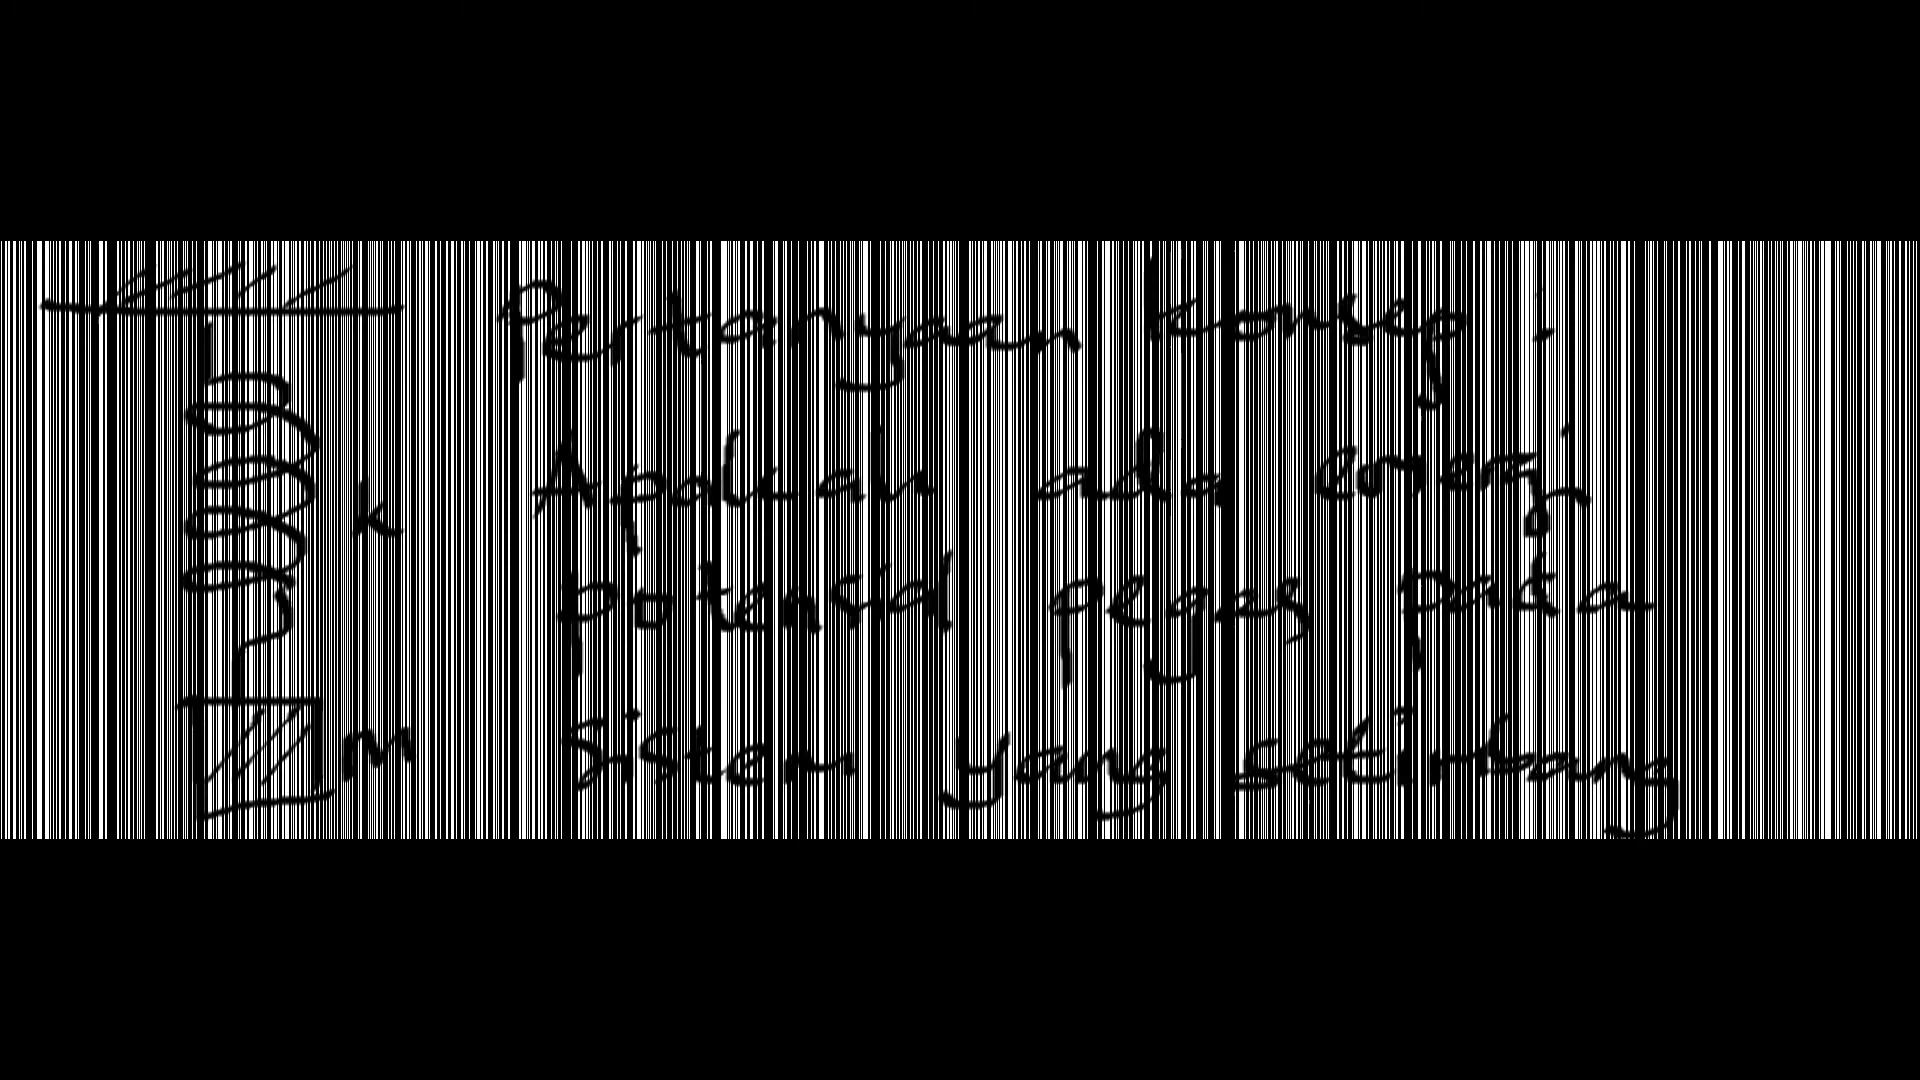 Pertanyaan konsep :
Apakah ada energi
k
potensial pegas pada
m
sistem yang setimbang